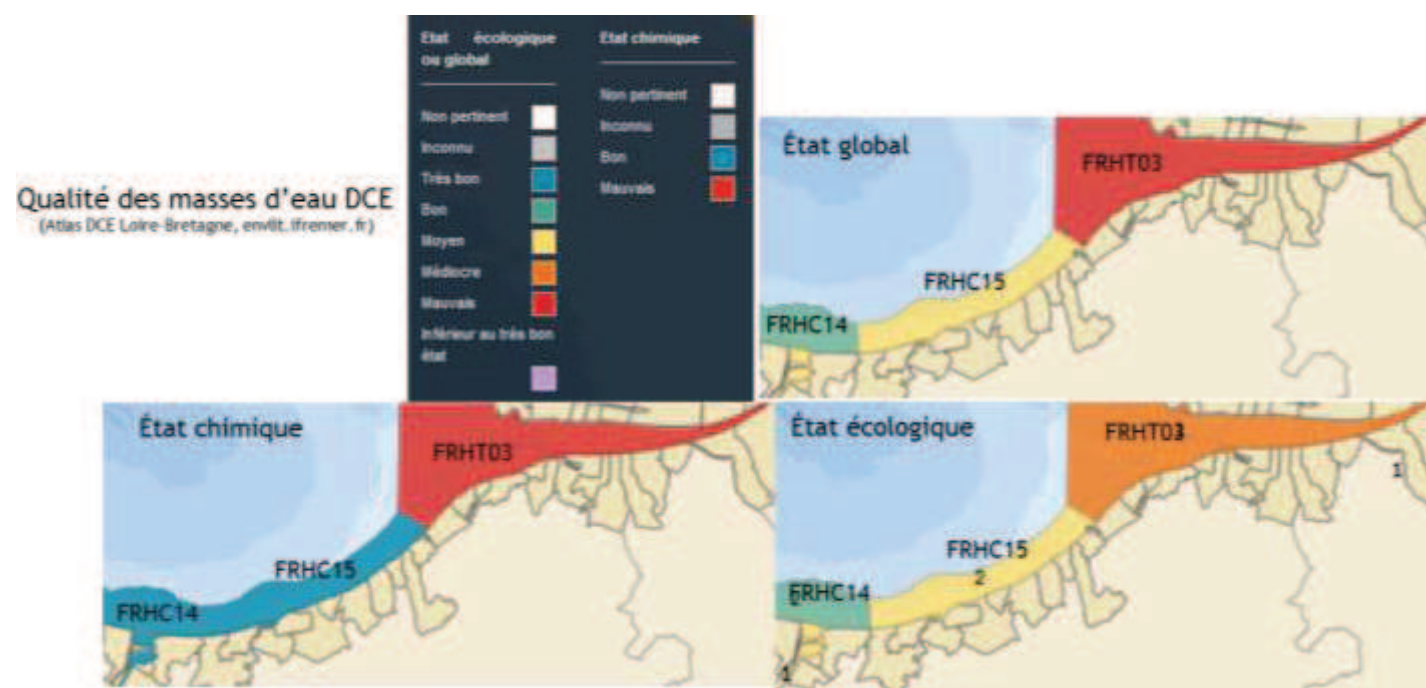 Qualité des masses d'eau DCE
(Atlas DCE Loire-Bretagne, envlit.ifremer.fr)
Etat écologique
ou global
Non pertinent
Inconnu
Très bon
Bon
Moyen
Médiocre
Mauvais
Inférieur au très bon
état
Etat chimique
Non pertinent
Inconnu
Bon
Mauvais
État global
FRHT03
FRHC15
FRHC14
État chimique
FRHT03
FRHC15
FRHC14
État écologique
FRHT03
1
FRHC15
2
FRHC14
1